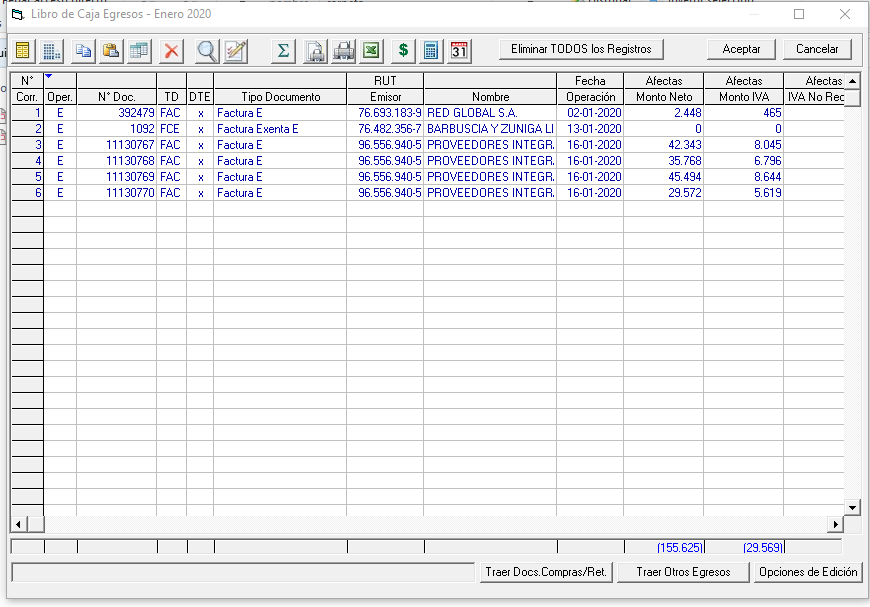 Libro de Caja Egresos - Enero 2020
Σ $ 31 Eliminar TODOS los Registros Aceptar Cancelar
N° RUT Fecha Afectas Afectas Afectas
Corr. Oper. N° Doc. TD DTE Tipo Documento Emisor Nombre Operación Monto Neto Monto IVA IVA No Rec
1 E 392479 FAC x Factura E 76.693.183-9 RED GLOBAL S.A. 02-01-2020 2.448 465
2 E 1092 FCE x Factura Exenta E 76.482.356-7 BARBUSCIA Y ZUNIGA LI 13-01-2020 0 0
3 E 11130767 FAC x Factura E 96.556.940-5 PROVEEDORES INTEGR. 16-01-2020 42.343 8.045
4 E 11130768 FAC x Factura E 96.556.940-5 PROVEEDORES INTEGR. 16-01-2020 35.768 6.796
5 E 11130769 FAC x Factura E 96.556.940-5 PROVEEDORES INTEGR. 16-01-2020 45.494 8.644
6 E 11130770 FAC x Factura E 96.556.940-5 PROVEEDORES INTEGR. 16-01-2020 29.572 5.619
(155.625) (29.569)
Traer Docs.Compras/Ret. Traer Otros Egresos Opciones de Edición